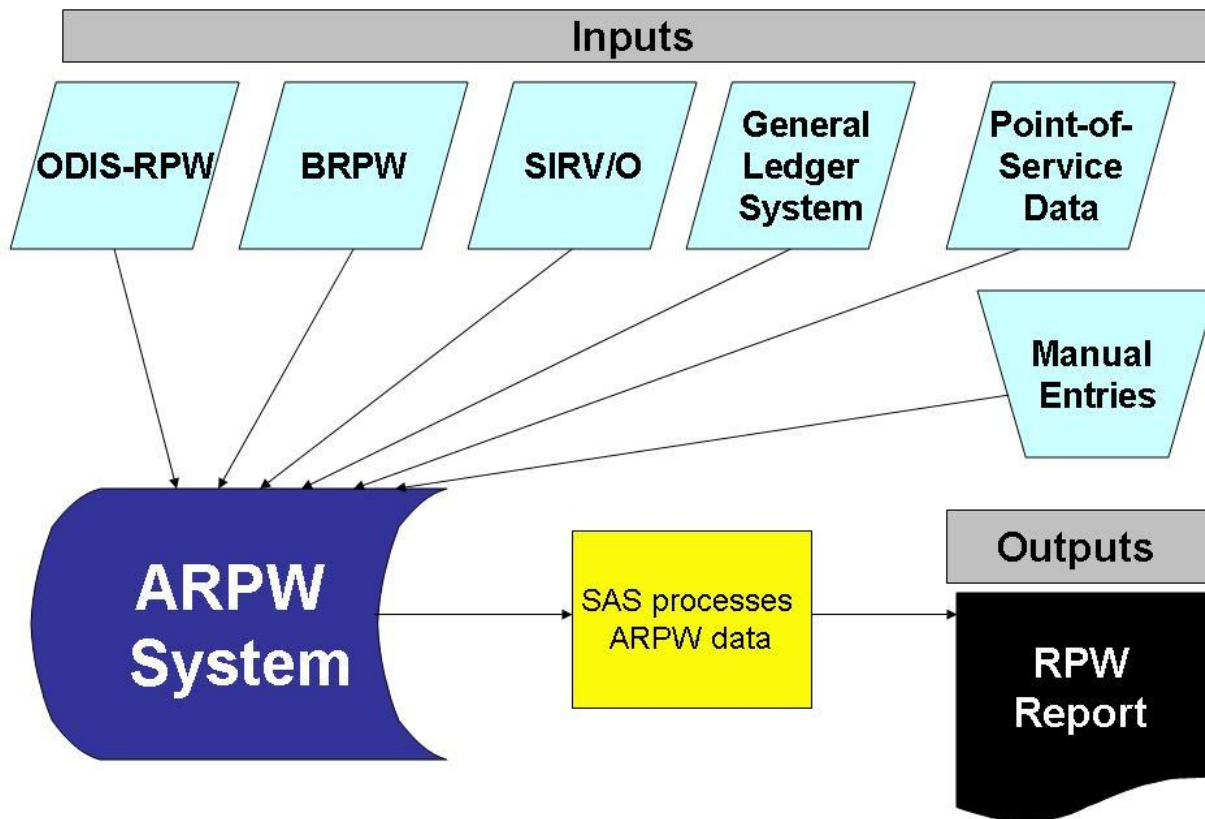 Inputs
ODIS-RPW
BRPW
SIRV/O
General
Ledger
System
Point-of-
Service
Data
Manual
Entries
ARPW
System
SAS processes
ARPW data
Outputs
RPW
Report